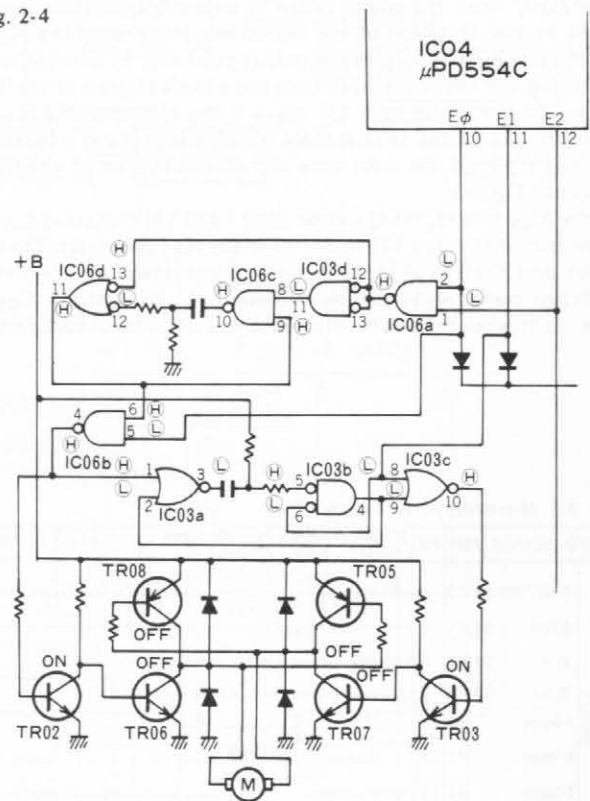 g. 2-4
IC04
μPD554C
Eφ E1 E2
10 11 12
+B
IC06d 13 H
11 H
12 L
IC06c 8 L
10 H
9 H
IC03d 12
11
13
H
IC06a 2 L
1 L
4 H
6 H
5 L
IC06b
H 1
L 2
3 L
IC03a
H 5
L 6
IC03b
4
L 8
L 9
IC03c
10 H
TR08
OFF
TR05
OFF
ON
TR02
OFF
TR06
OFF
TR07
ON
TR03
M